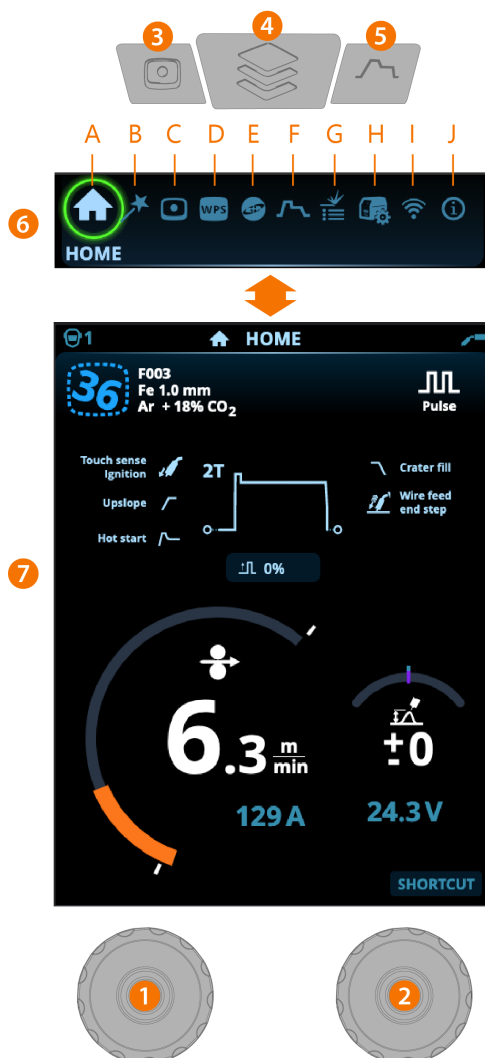 4
3
5
A B C D E F G H I J
WPS
6
HOME
1 HOME
36
F003
Fe 1.0 mm
Ar + 18% CO₂
Pulse
Touch sense
Ignition
2T
Crater fill
Upslope
Wire feed
end step
Hot start
7
0%
6.3 m/min
±0
129 A
24.3 V
SHORTCUT
1
2